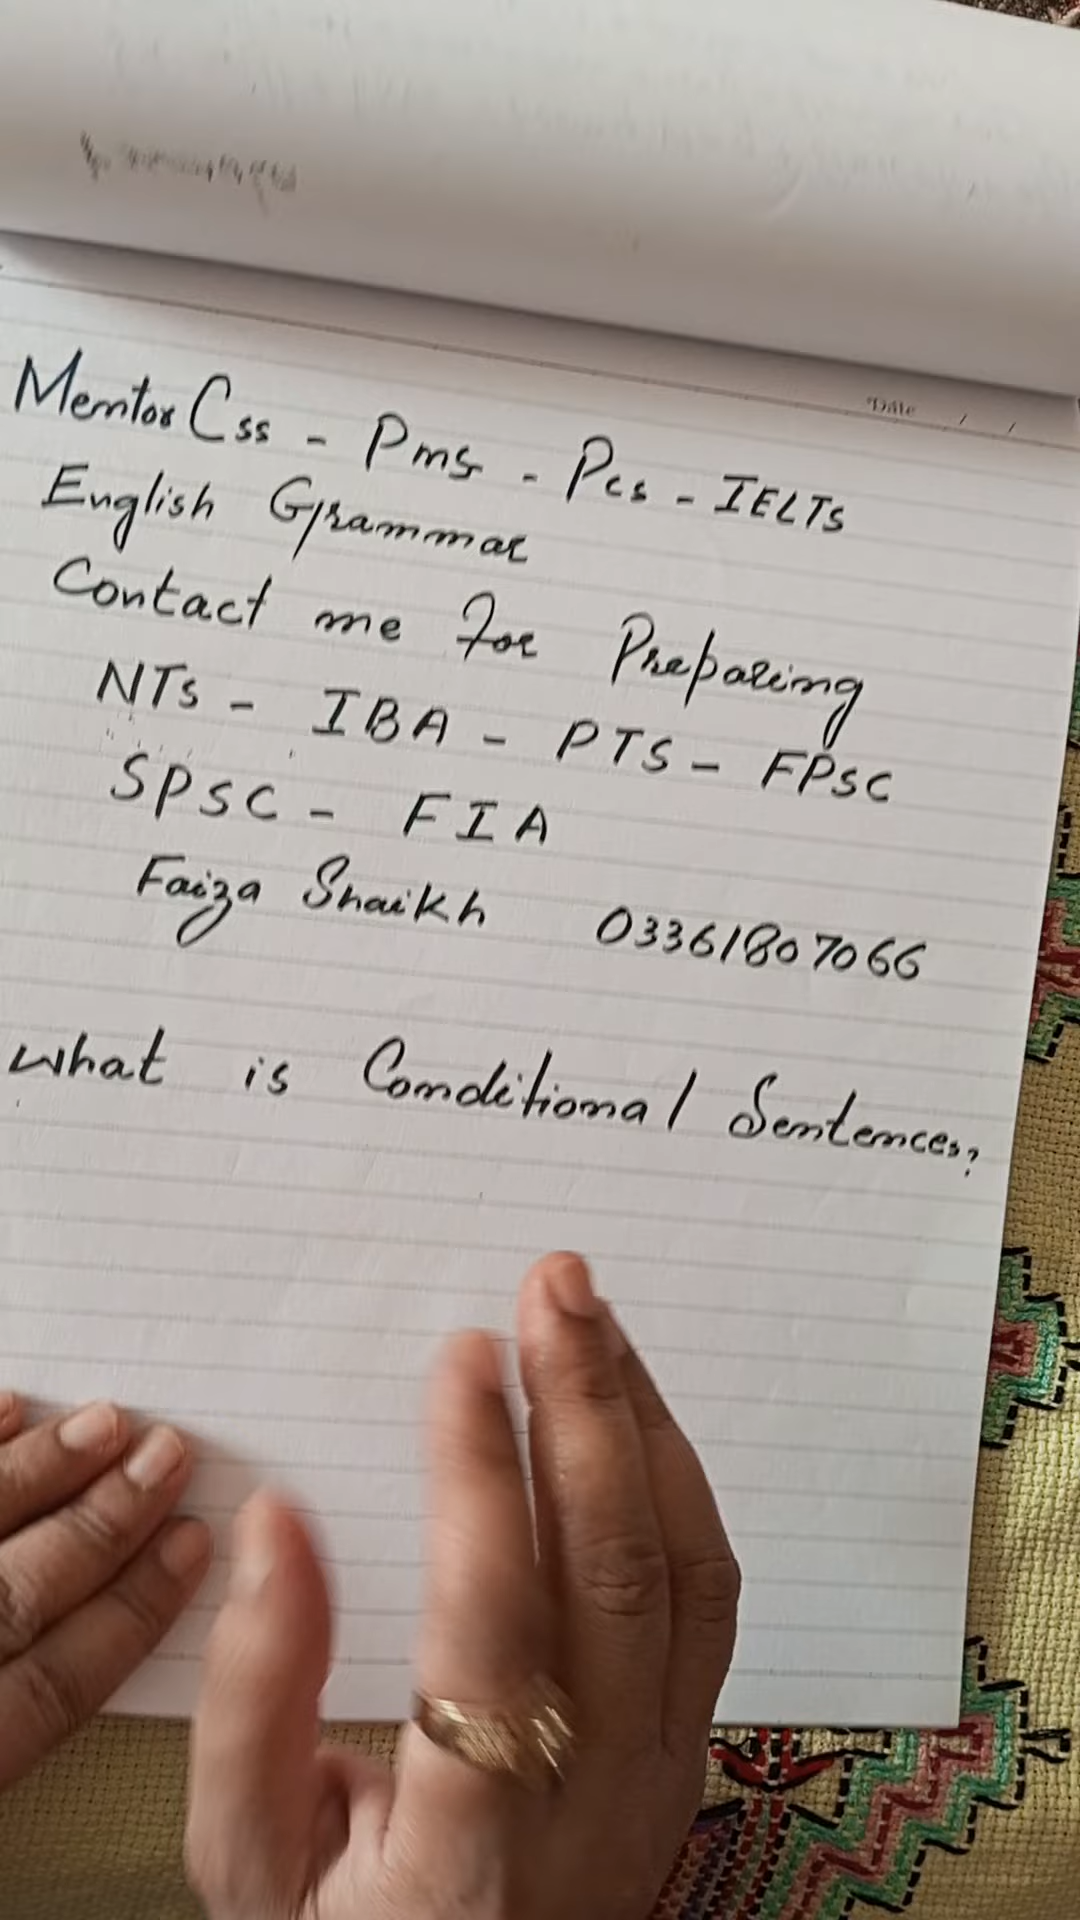 Mentor Css - Pms - Pcs - IELTS
English Grammar
Contact me For Preparing
NTS - IBA - PTS - FPSC
SPSC - FIA
Faiza Shaikh 03361807066
What is Conditional Sentences?
Date / /